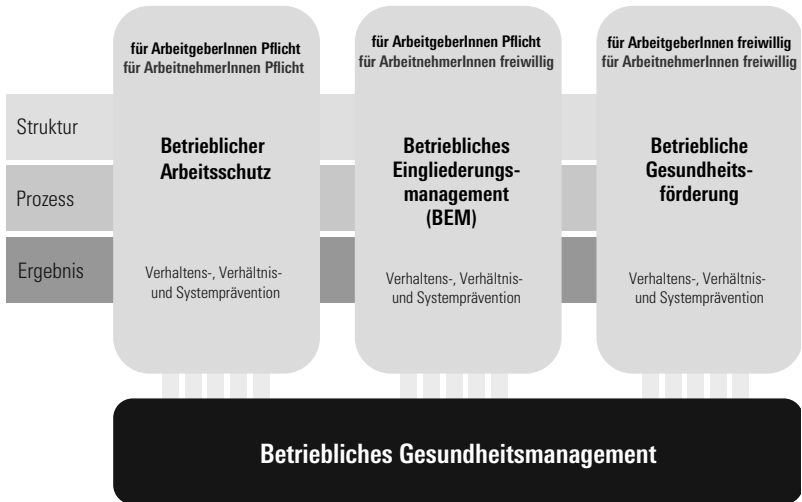 für ArbeitgeberInnen Pflicht
für ArbeitnehmerInnen Pflicht
für ArbeitgeberInnen Pflicht
für ArbeitnehmerInnen freiwillig
für ArbeitgeberInnen freiwillig
für ArbeitnehmerInnen freiwillig
Struktur
Prozess
Ergebnis
Betrieblicher
Arbeitsschutz
Betriebliches
Eingliederungs-
management
(BEM)
Betriebliche
Gesundheits-
förderung
Verhaltens-, Verhältnis-
und Systemprävention
Verhaltens-, Verhältnis-
und Systemprävention
Verhaltens-, Verhältnis-
und Systemprävention
Betriebliches Gesundheitsmanagement